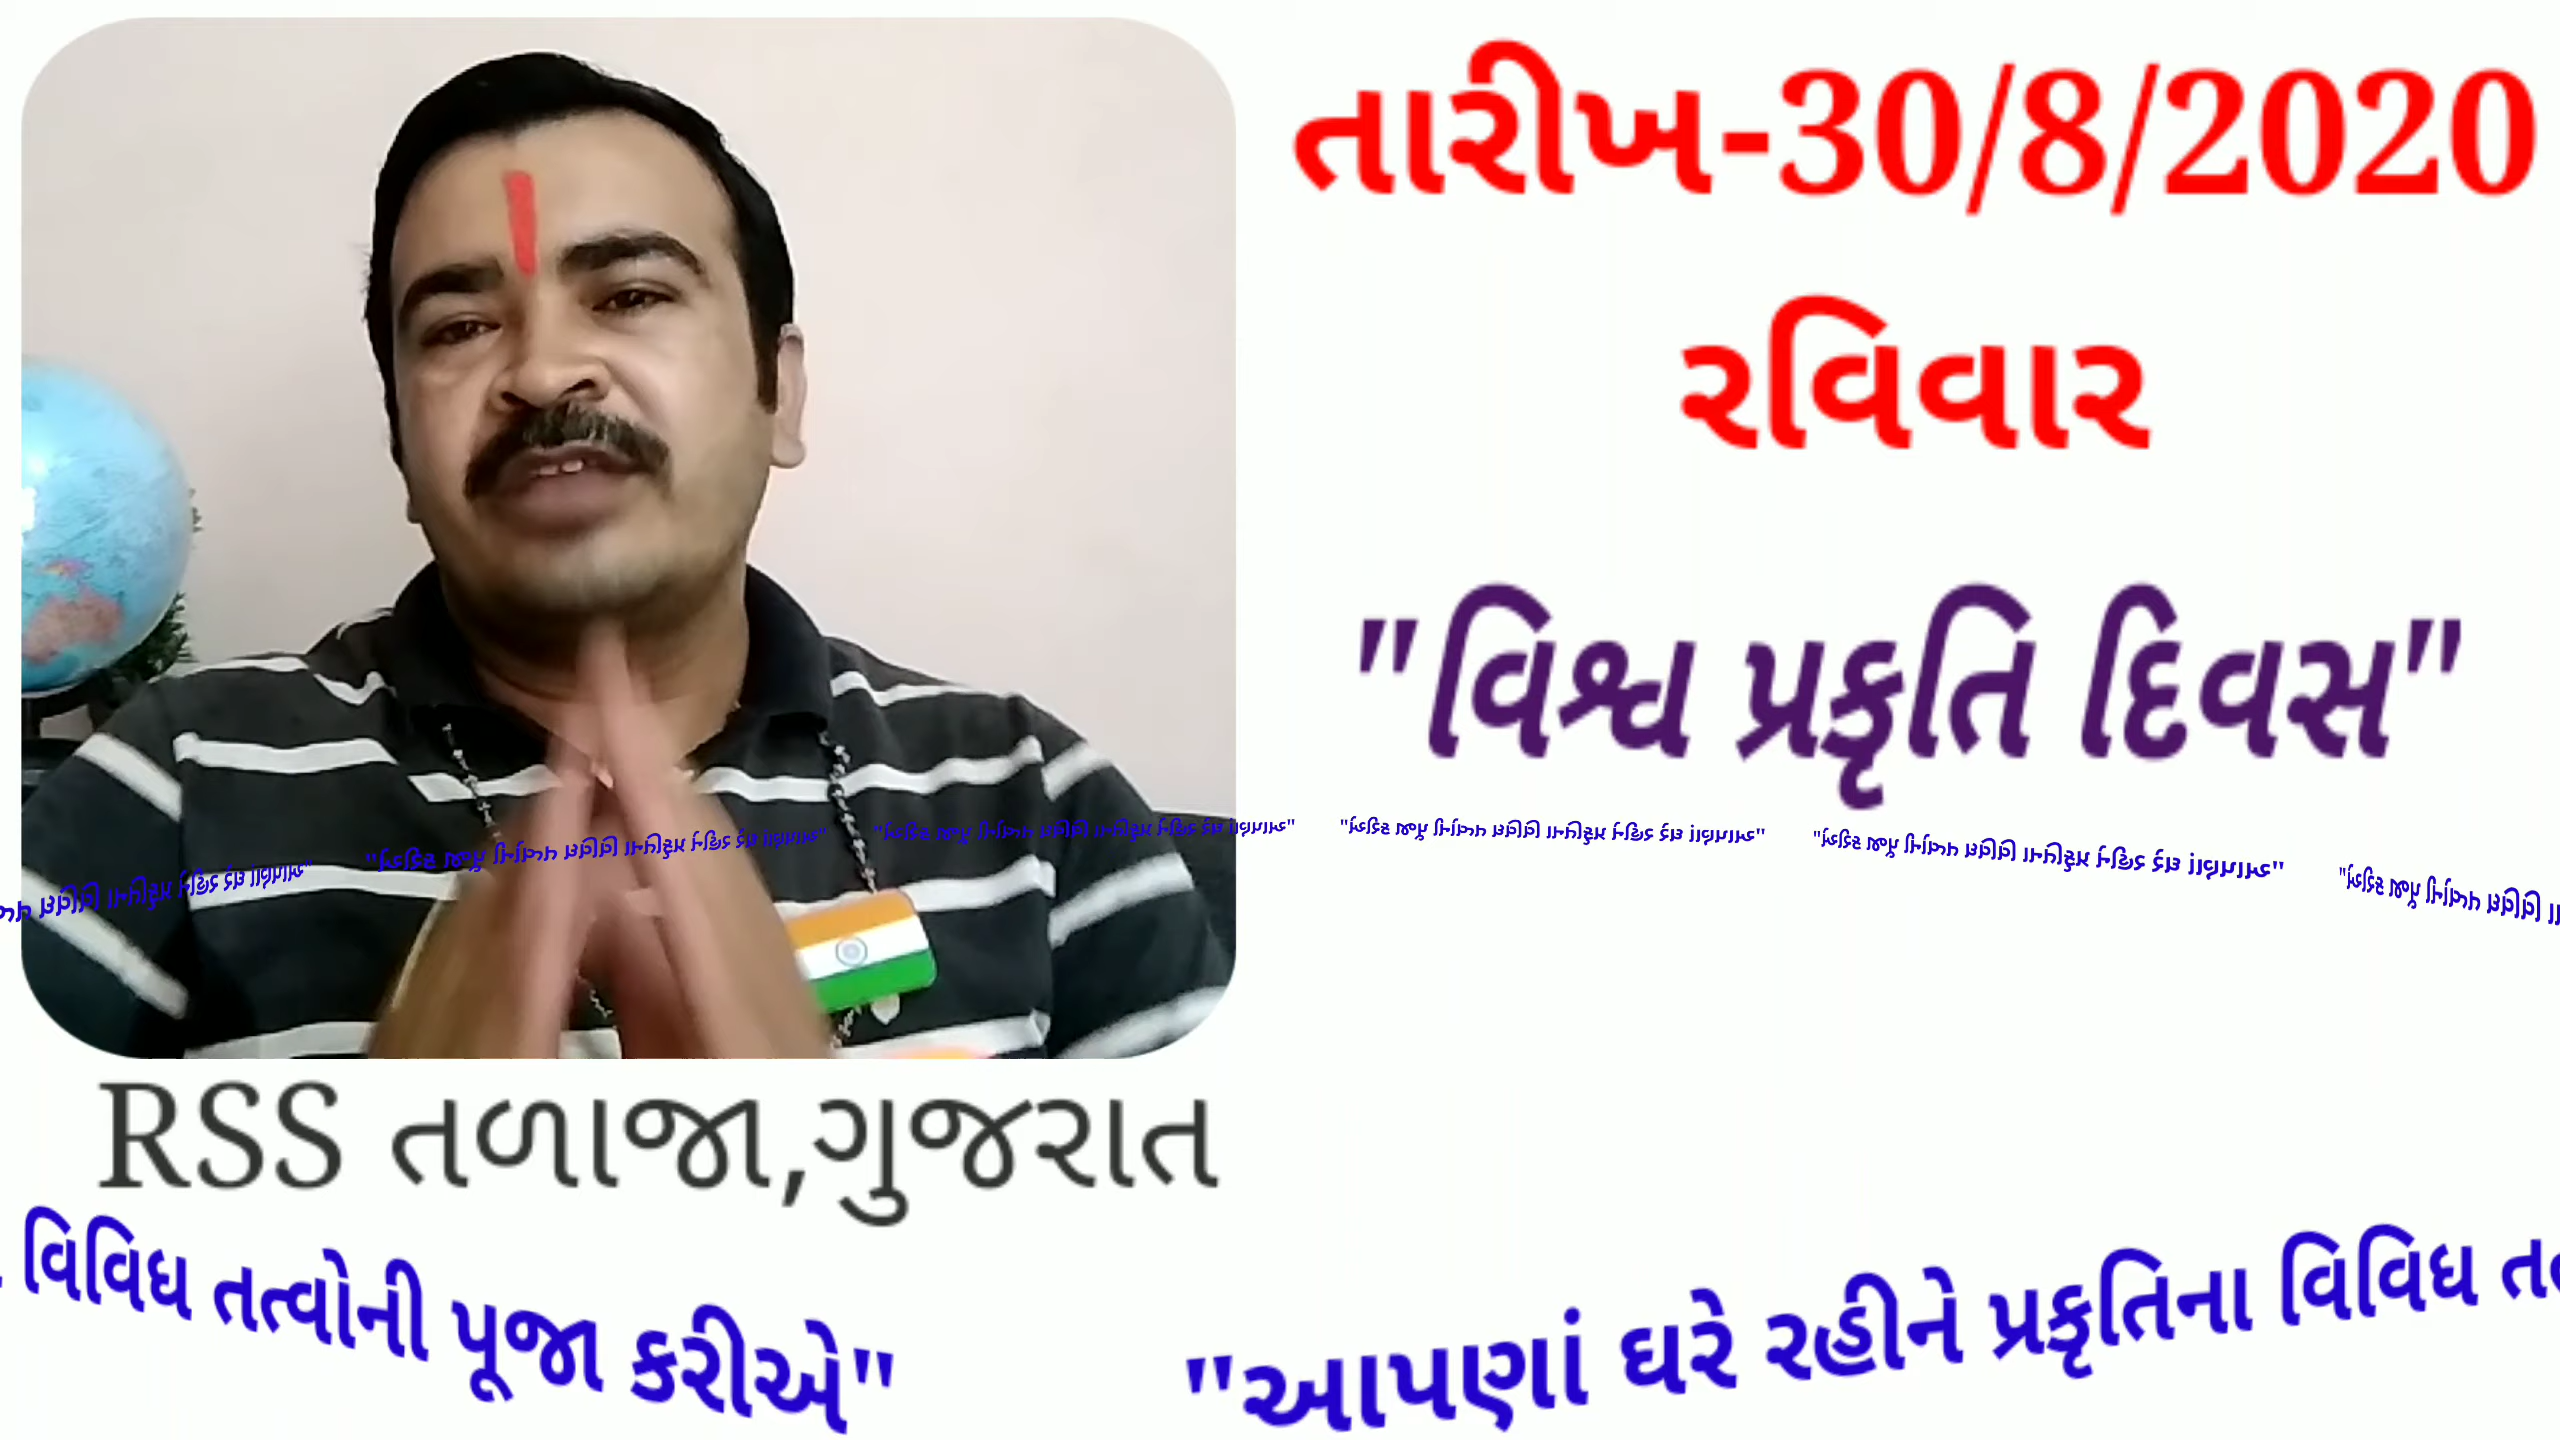 તારીખ-30/8/2020
રવિવાર
"વિશ્વ પ્રકૃતિ દિવસ"
RSS તળાજા,ગુજરાત
વિવિધ તત્વોની પૂજા કરીએ"
"આપણાં ઘરે રહીને પ્રકૃતિના વિવિધ